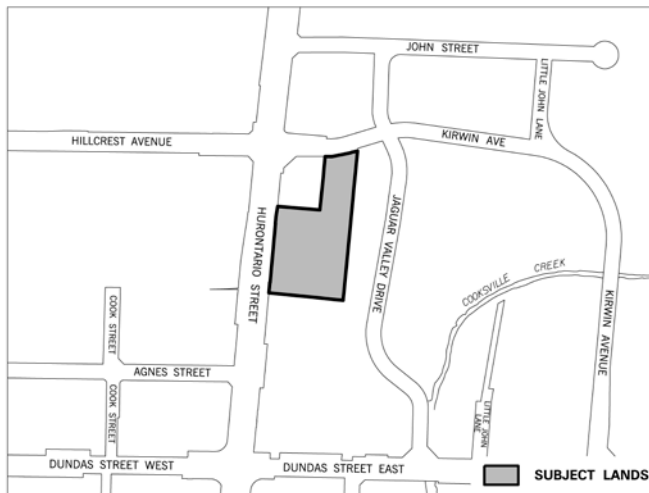 JOHN STREET
LITTLE JOHN LANE
HILLCREST AVENUE
KIRWIN AVE
HURONTARIO STREET
JAGUAR VALLEY DRIVE
COOKSVILLE CREEK
KIRWIN AVENUE
COOK STREET
AGNES STREET
COOK STREET
LITTLE JOHN LANE
DUNDAS STREET WEST
DUNDAS STREET EAST
SUBJECT LANDS